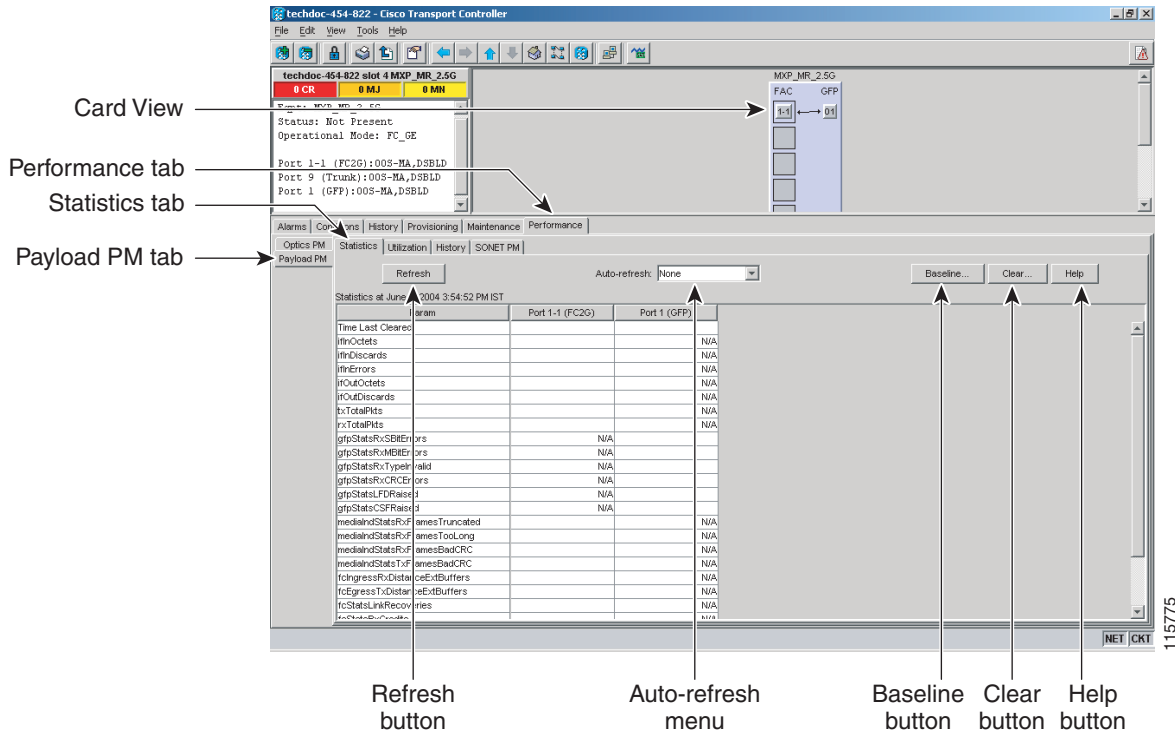 techdoc-454-822 - Cisco Transport Controller
File Edit View Tools Help
techdoc-454-822 slot 4 MXP_MR_2.5G
0 CR 0 MJ 0 MN
Eqpt: MXP_MR_2.5G
Status: Not Present
Operational Mode: FC_GE
Port 1-1 (FC2G):OOS-MA,DSBLD
Port 9 (Trunk):OOS-MA,DSBLD
Port 1 (GFP):OOS-MA,DSBLD
MXP_MR_2.5G
FAC GFP
1-1 01
Card View
Performance tab
Statistics tab
Payload PM tab
Alarms Conditions History Provisioning Maintenance Performance
Optics PM
Payload PM
Statistics Utilization History SONET PM
Refresh Auto-refresh: None Baseline... Clear... Help
Statistics at June 2004 3:54:52 PM IST
Param Port 1-1 (FC2G) Port 1 (GFP)
Time Last Cleared
ifInOctets N/A
ifInDiscards N/A
ifInErrors N/A
ifOutOctets N/A
ifOutDiscards N/A
txTotalPkts N/A
rxTotalPkts N/A
gfpStatsRxSBitErrors N/A
gfpStatsRxMBitErrors N/A
gfpStatsRxTypeInvalid N/A
gfpStatsRxCRCErrors N/A
gfpStatsLFDRaised N/A
gfpStatsCSFRaised N/A
mediaIndStatsRxFramesTruncated N/A
mediaIndStatsRxFramesTooLong N/A
mediaIndStatsRxFramesBadCRC N/A
mediaIndStatsTxFramesBadCRC N/A
fcIngressRxDistanceExtBuffers N/A
fcEgressTxDistanceExtBuffers N/A
fcStatsLinkRecoveries N/A
fcStatsRxCredits N/A
NET CKT
115775
Refresh button
Auto-refresh menu
Baseline button
Clear button
Help button